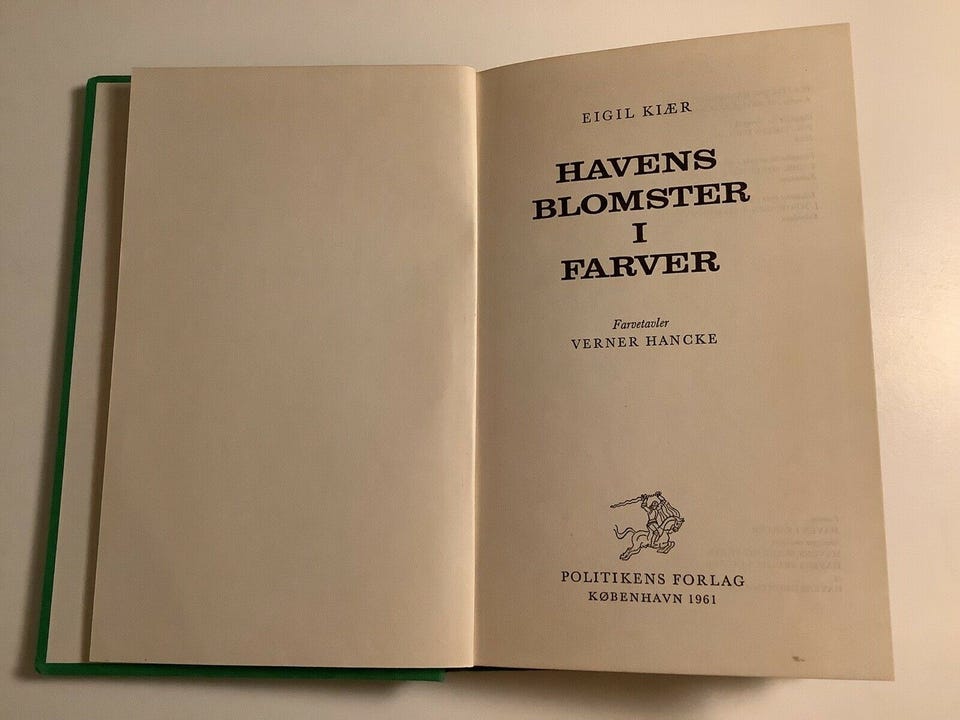 EIGIL KIÆR
HAVENS
BLOMSTER
I
FARVER
Farvetavler
VERNER HANCKE
POLITIKENS FORLAG
KØBENHAVN 1961